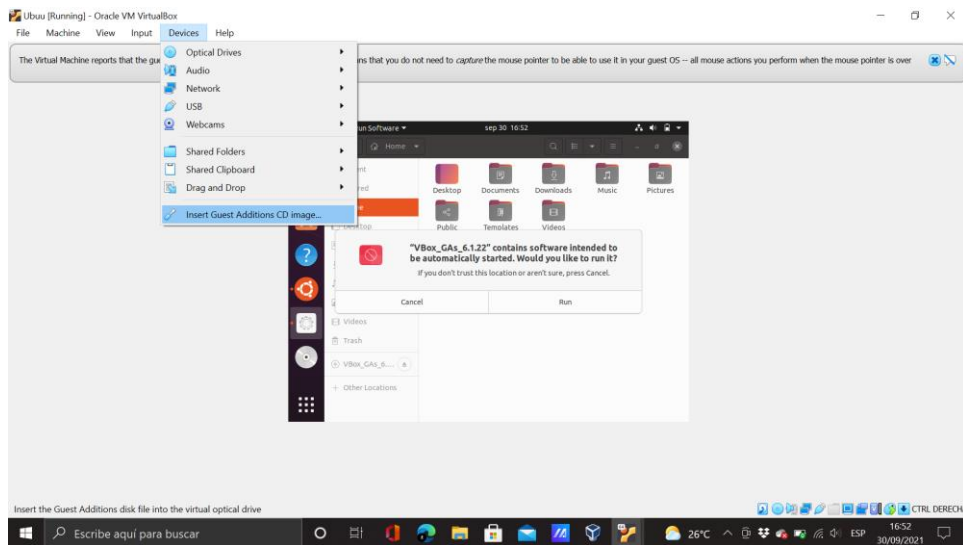 Ubuu [Running] - Oracle VM VirtualBox
File Machine View Input Devices Help
The Virtual Machine reports that the gu
ns that you do not need to capture the mouse pointer to be able to use it in your guest OS -- all mouse actions you perform when the mouse pointer is over
Optical Drives
Audio
Network
USB
Webcams
Shared Folders
Shared Clipboard
Drag and Drop
Insert Guest Additions CD image...
un Software sep 30 16:52
Home
Desktop Documents Downloads Music Pictures
Public Templates Videos
"VBox_GAs_6.1.22" contains software intended to
be automatically started. Would you like to run it?
If you don't trust this location or aren't sure, press Cancel.
Cancel Run
Videos
Trash
VBox_GAs_6....
+ Other Locations
Insert the Guest Additions disk file into the virtual optical drive
CTRL DERECH
Escribe aquí para buscar
26°C ESP 16:52
30/09/2021